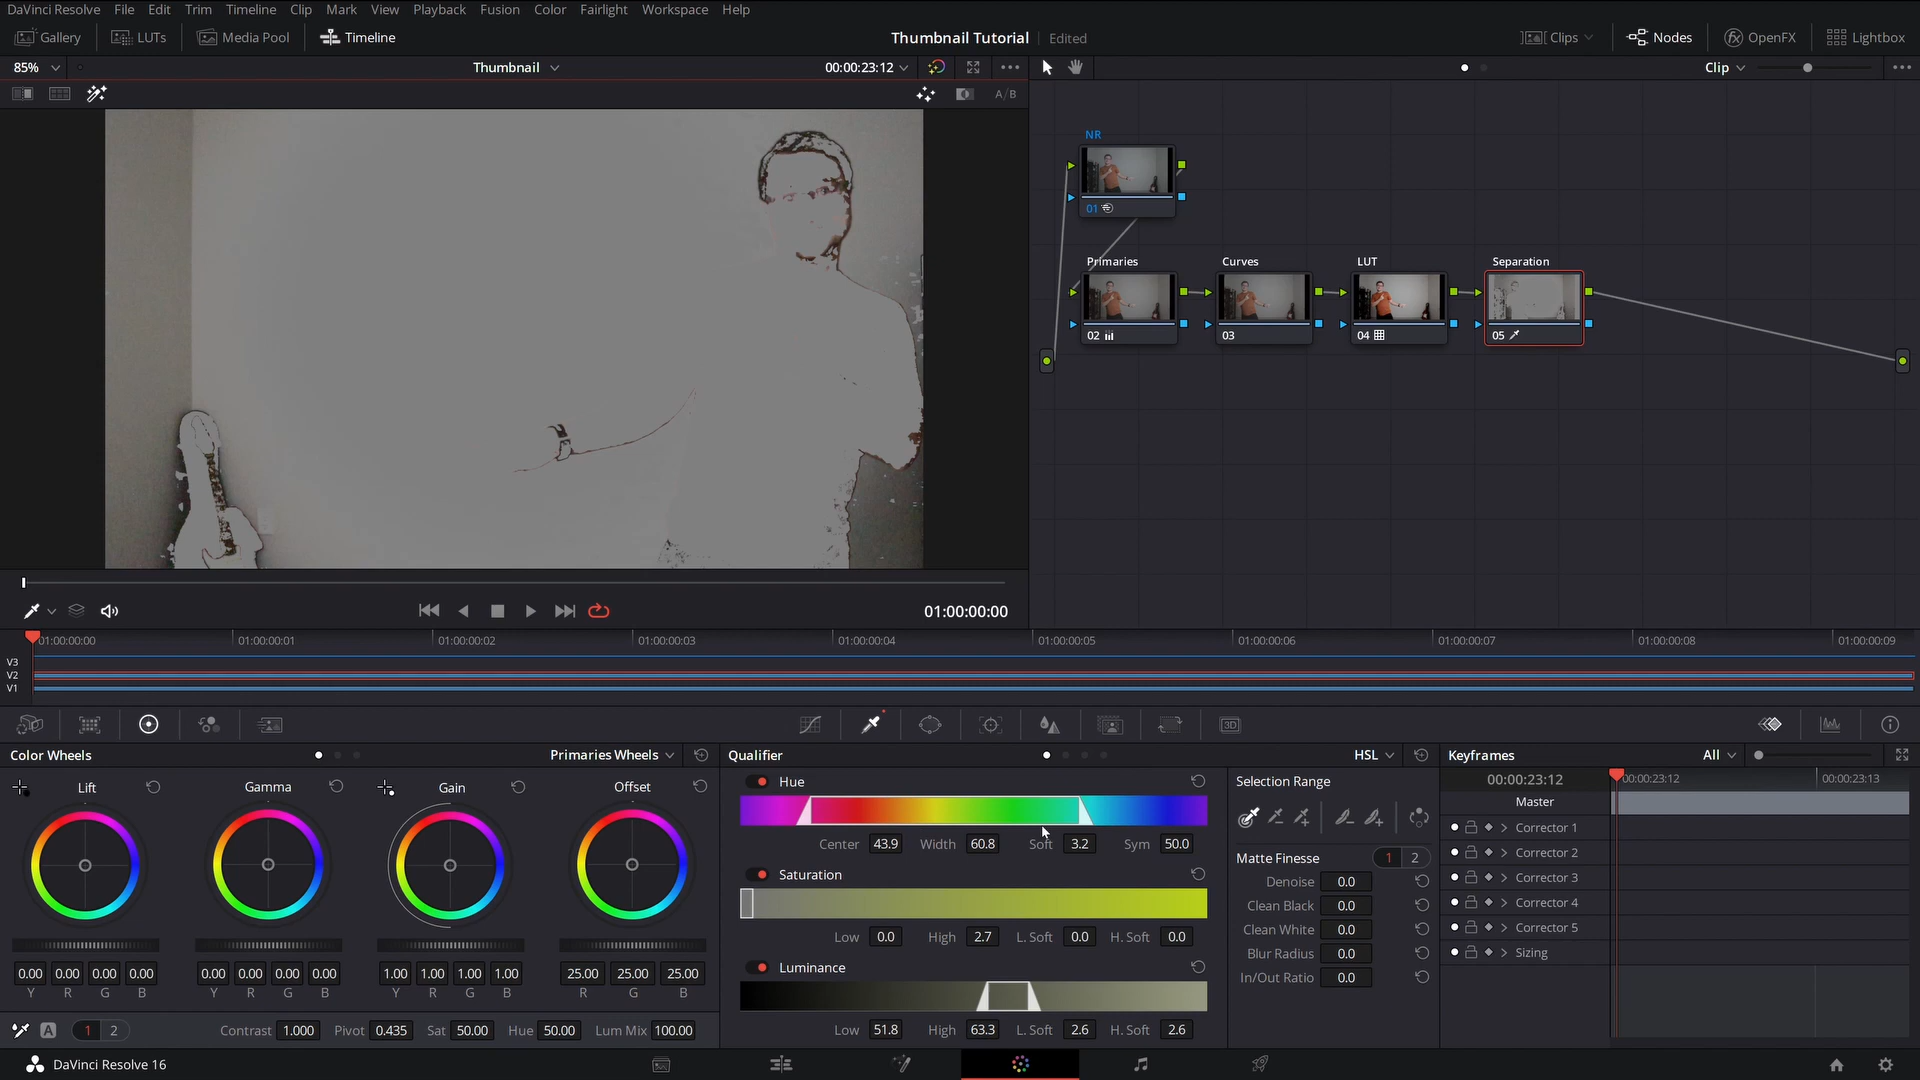 DaVinci Resolve File Edit Trim Timeline Clip Mark View Playback Fusion Color Fairlight Workspace Help
Gallery LUTs Media Pool Timeline Thumbnail Tutorial Edited Clips Nodes OpenFX Lightbox
85% Thumbnail 00:00:23:12 Clip
A/B
NR
01
Primaries Curves LUT Separation
02 03 04 05
01:00:00:00
01:00:00:00 01:00:00:01 01:00:00:02 01:00:00:03 01:00:00:04 01:00:00:05 01:00:00:06 01:00:00:07 01:00:00:08 01:00:00:09
V3
V2
V1
3D
Color Wheels Primaries Wheels Qualifier HSL Keyframes All
Lift Gamma Gain Offset
Hue
Center 43.9 Width 60.8 Soft 3.2 Sym 50.0
Saturation
Low 0.0 High 2.7 L. Soft 0.0 H. Soft 0.0
Luminance
Low 51.8 High 63.3 L. Soft 2.6 H. Soft 2.6
Selection Range
Matte Finesse 1 2
Denoise 0.0
Clean Black 0.0
Clean White 0.0
Blur Radius 0.0
In/Out Ratio 0.0
00:00:23:12 00:00:23:12 00:00:23:13
Master
Corrector 1
Corrector 2
Corrector 3
Corrector 4
Corrector 5
Sizing
0.00 0.00 0.00 0.00 0.00 0.00 0.00 0.00 1.00 1.00 1.00 1.00 25.00 25.00 25.00
Y R G B Y R G B Y R G B R G B
A 1 2 Contrast 1.000 Pivot 0.435 Sat 50.00 Hue 50.00 Lum Mix 100.00
DaVinci Resolve 16